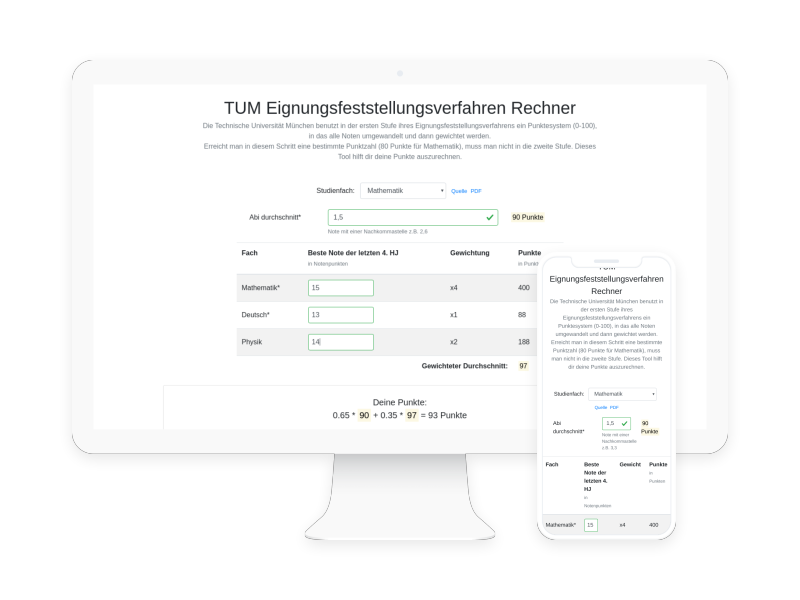 TUM Eignungsfeststellungsverfahren Rechner
Die Technische Universität München benutzt in der ersten Stufe ihres Eignungsfeststellungsverfahrens ein Punktesystem (0-100),
in das alle Noten umgewandelt und dann gewichtet werden.
Erreicht man in diesem Schritt eine bestimmte Punktzahl (80 Punkte für Mathematik), muss man nicht in die zweite Stufe. Dieses
Tool hilft dir deine Punkte auszurechnen.
Studienfach: Mathematik Quelle PDF
Abi durchschnitt* 1,5 90 Punkte
Note mit einer Nachkommastelle z.B. 2,6
Fach Beste Note der letzten 4. HJ Gewichtung Punkte
in Notenpunkten in Punkt
Mathematik* 15 x4 400
Deutsch* 13 x1 88
Physik 14 x2 188
Gewichteter Durchschnitt: 97
Deine Punkte:
0.65 * 90 + 0.35 * 97 = 93 Punkte
TUM
Eignungsfeststellungsverfahren
Rechner
Die Technische Universität München benutzt in
der ersten Stufe ihres
Eignungsfeststellungsverfahrens ein
Punktesystem (0-100), in das alle Noten
umgewandelt und dann gewichtet werden.
Erreicht man in diesem Schritt eine bestimmte
Punktzahl (80 Punkte für Mathematik), muss
man nicht in die zweite Stufe. Dieses Tool hilft
dir deine Punkte auszurechnen.
Studienfach: Mathematik
Quelle PDF
Abi durchschnitt* 1,5 90 Punkte
Note mit einer
Nachkommastelle
z.B. 3,3
Fach Beste Note der letzten 4. HJ Gewicht Punkte
in Notenpunkten in Punkten
Mathematik* 15 x4 400